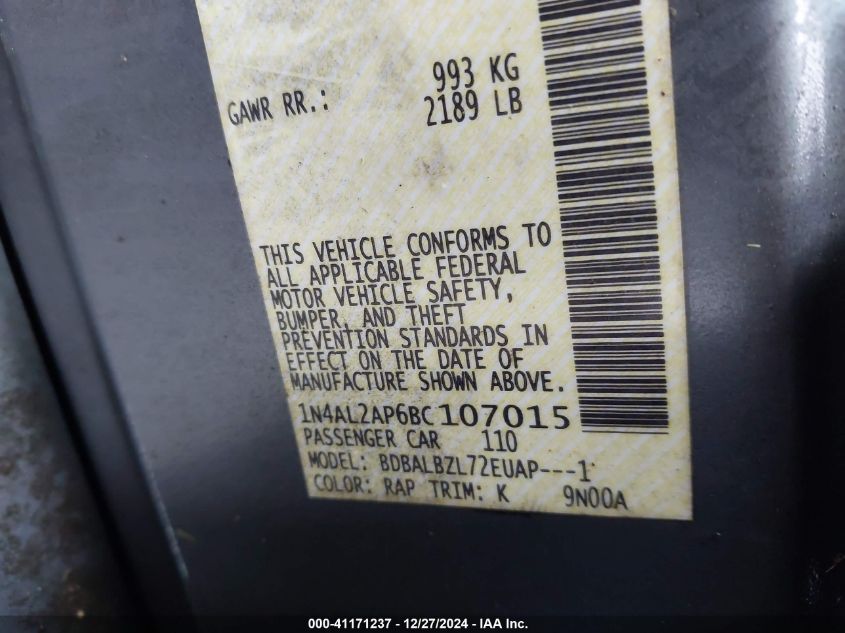 993 KG
GAWR RR.: 2189 LB
THIS VEHICLE CONFORMS TO
ALL APPLICABLE FEDERAL
MOTOR VEHICLE SAFETY,
BUMPER, AND THEFT
PREVENTION STANDARDS IN
EFFECT ON THE DATE OF
MANUFACTURE SHOWN ABOVE.
1N4AL2AP6BC107015
PASSENGER CAR 110
MODEL: BDBALBZL72EUAP---1
COLOR: RAP TRIM: K 9N00A
000-41171237 - 12/27/2024 - IAA Inc.